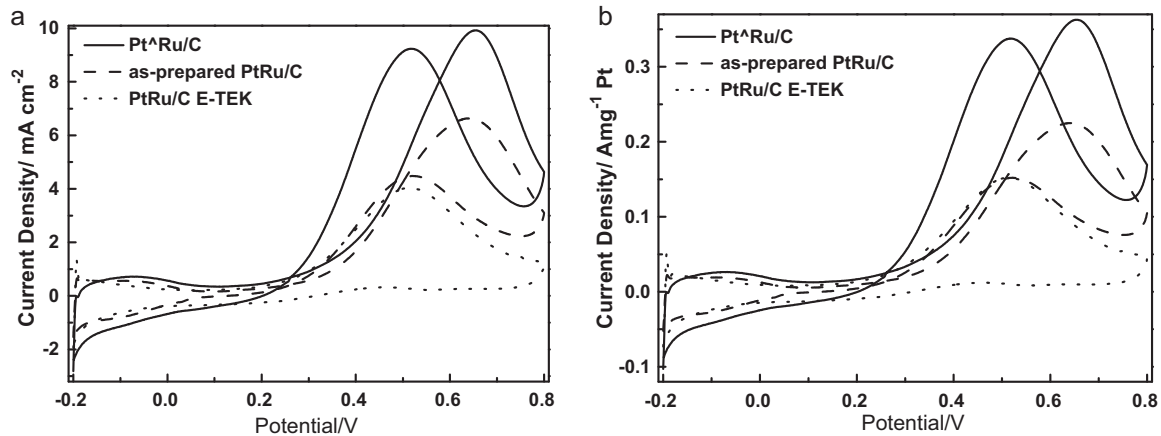 a
Pt^Ru/C
as-prepared PtRu/C
PtRu/C E-TEK
Current Density/ mA cm⁻²
10
8
6
4
2
0
-2
-0.2 0.0 0.2 0.4 0.6 0.8
Potential/V
b
Pt^Ru/C
as-prepared PtRu/C
PtRu/C E-TEK
Current Density/ Amg⁻¹ Pt
0.3
0.2
0.1
0.0
-0.1
-0.2 0.0 0.2 0.4 0.6 0.8
Potential/V